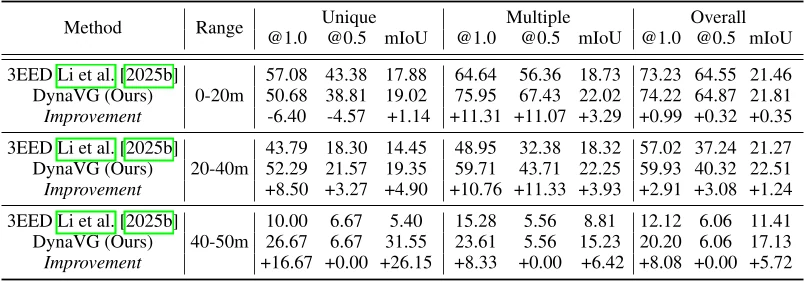 Method Range Unique Multiple Overall
@1.0 @0.5 mIoU @1.0 @0.5 mIoU @1.0 @0.5 mIoU
3EED Li et al. [2025b] 57.08 43.38 17.88 64.64 56.36 18.73 73.23 64.55 21.46
DynaVG (Ours) 0-20m 50.68 38.81 19.02 75.95 67.43 22.02 74.22 64.87 21.81
Improvement -6.40 -4.57 +1.14 +11.31 +11.07 +3.29 +0.99 +0.32 +0.35
3EED Li et al. [2025b] 43.79 18.30 14.45 48.95 32.38 18.32 57.02 37.24 21.27
DynaVG (Ours) 20-40m 52.29 21.57 19.35 59.71 43.71 22.25 59.93 40.32 22.51
Improvement +8.50 +3.27 +4.90 +10.76 +11.33 +3.93 +2.91 +3.08 +1.24
3EED Li et al. [2025b] 10.00 6.67 5.40 15.28 5.56 8.81 12.12 6.06 11.41
DynaVG (Ours) 40-50m 26.67 6.67 31.55 23.61 5.56 15.23 20.20 6.06 17.13
Improvement +16.67 +0.00 +26.15 +8.33 +0.00 +6.42 +8.08 +0.00 +5.72